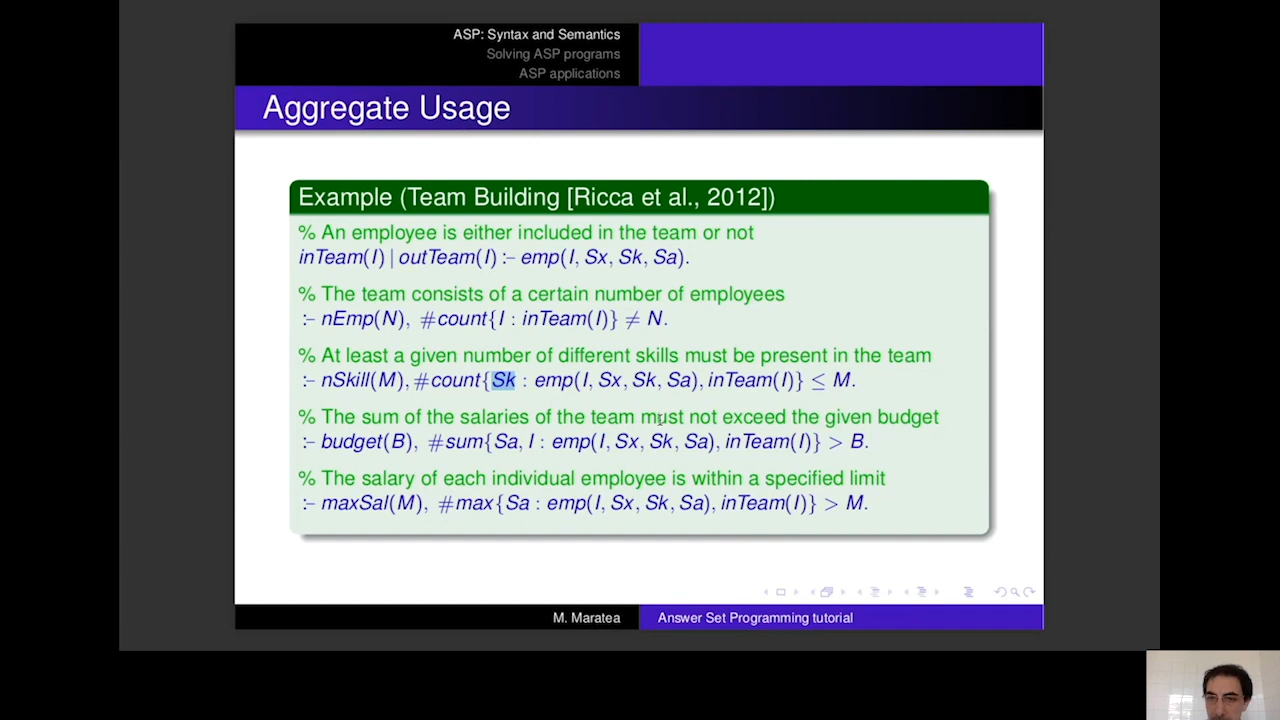 ASP: Syntax and Semantics
Solving ASP programs
ASP applications
Aggregate Usage
Example (Team Building [Ricca et al., 2012])
% An employee is either included in the team or not
inTeam(I) | outTeam(I) :- emp(I, Sx, Sk, Sa).
% The team consists of a certain number of employees
:- nEmp(N), #count{I : inTeam(I)} ≠ N.
% At least a given number of different skills must be present in the team
:- nSkill(M), #count{Sk : emp(I, Sx, Sk, Sa), inTeam(I)} ≤ M.
% The sum of the salaries of the team must not exceed the given budget
:- budget(B), #sum{Sa, I : emp(I, Sx, Sk, Sa), inTeam(I)} > B.
% The salary of each individual employee is within a specified limit
:- maxSal(M), #max{Sa : emp(I, Sx, Sk, Sa), inTeam(I)} > M.
M. Maratea
Answer Set Programming tutorial